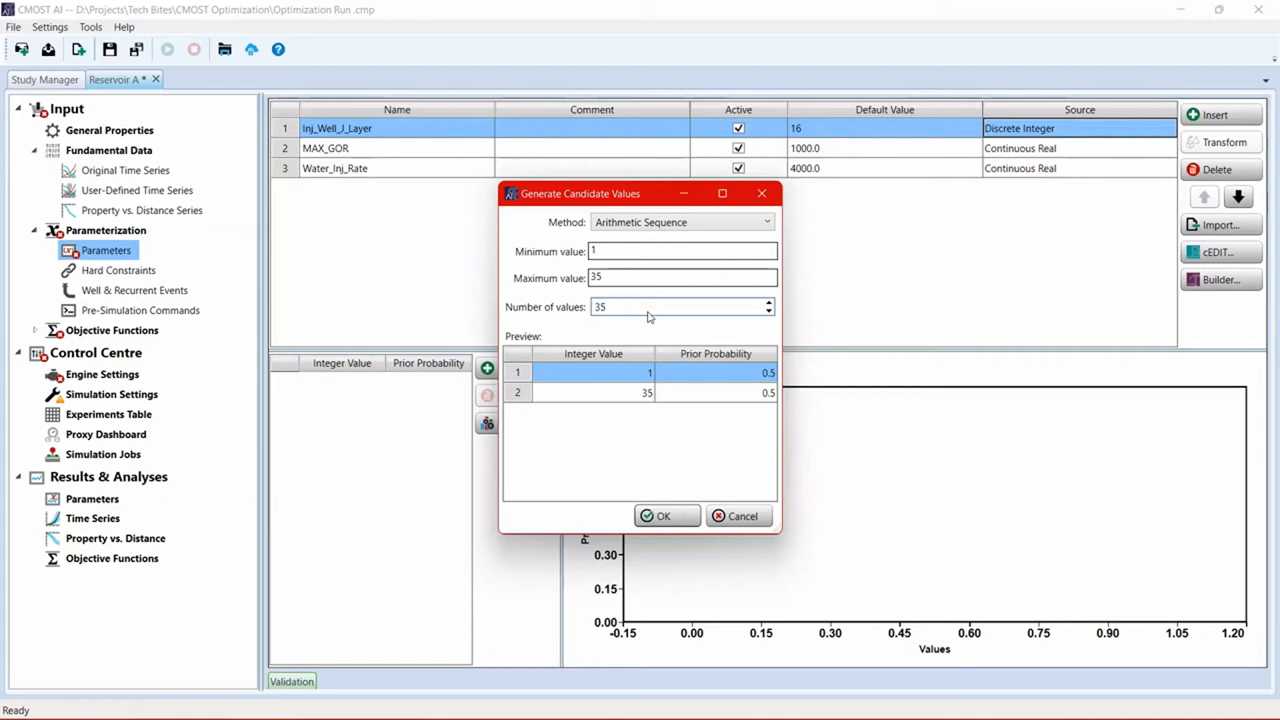 CMOST AI -- D:\Projects\Tech Bites\CMOST Optimization\Optimization Run .cmp
File Settings Tools Help
Study Manager Reservoir A *
Input
General Properties
Fundamental Data
Original Time Series
User-Defined Time Series
Property vs. Distance Series
Parameterization
Parameters
Hard Constraints
Well & Recurrent Events
Pre-Simulation Commands
Objective Functions
Control Centre
Engine Settings
Simulation Settings
Experiments Table
Proxy Dashboard
Simulation Jobs
Results & Analyses
Parameters
Time Series
Property vs. Distance
Objective Functions
Name Comment Active Default Value Source
1 Inj_Well_J_Layer 16 Discrete Integer
2 MAX_GOR 1000.0 Continuous Real
3 Water_Inj_Rate 4000.0 Continuous Real
Insert
Transform
Delete
Import...
cEDIT...
Builder...
Generate Candidate Values
Method: Arithmetic Sequence
Minimum value: 1
Maximum value: 35
Number of values: 35
Preview:
Integer Value Prior Probability
1 1 0.5
2 35 0.5
OK Cancel
Integer Value Prior Probability
0.30
0.15
0.00
-0.15 0.00 0.15 0.30 0.45 0.60 0.75 0.90 1.05 1.20
Values
Validation
Ready